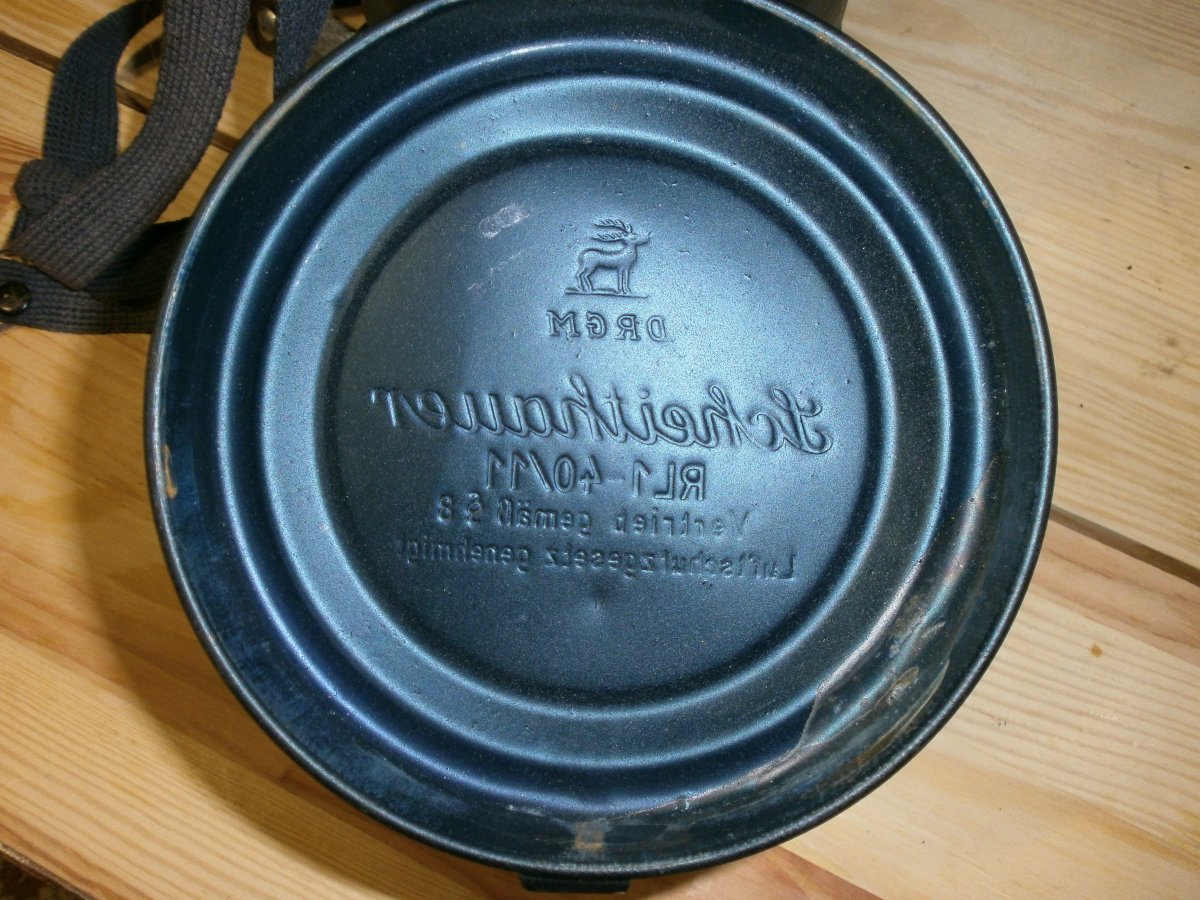 DRGM
Scheithauer
RL1-40/11
Vertrieb gemäß § 8
Luftschutzgesetz genehmigt